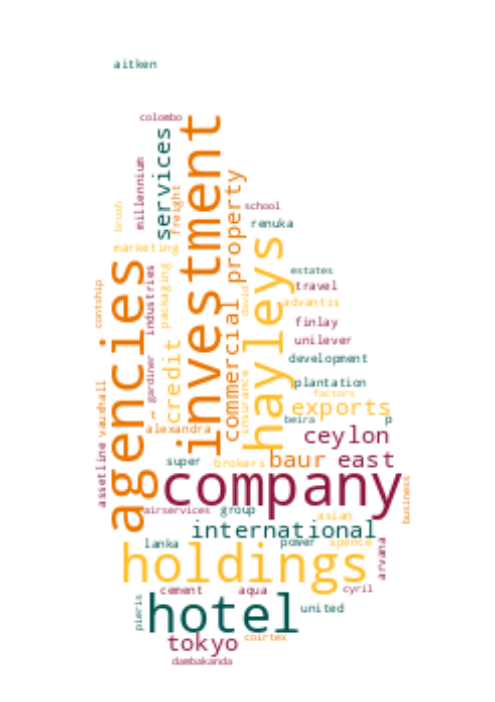 aitken
colombo
services
investment
millennium
freight
brush
marketing
property
school
renuka
hayleys
agencies
industries
packaging
commercial
david
estates
travel
advantis
contship
finlay
unilever
credit
development
gardiner
insurance
plantation
factors
vauxhall
t
alexandra
exports
beira
p
ceylon
assetline
super
brokers
baur
east
company
business
airservices
group
asian
international
lanka
power
spence
arvana
holdings
cement
aqua
cyril
pieris
hotel
united
tokyo
coirtex
dambakanda